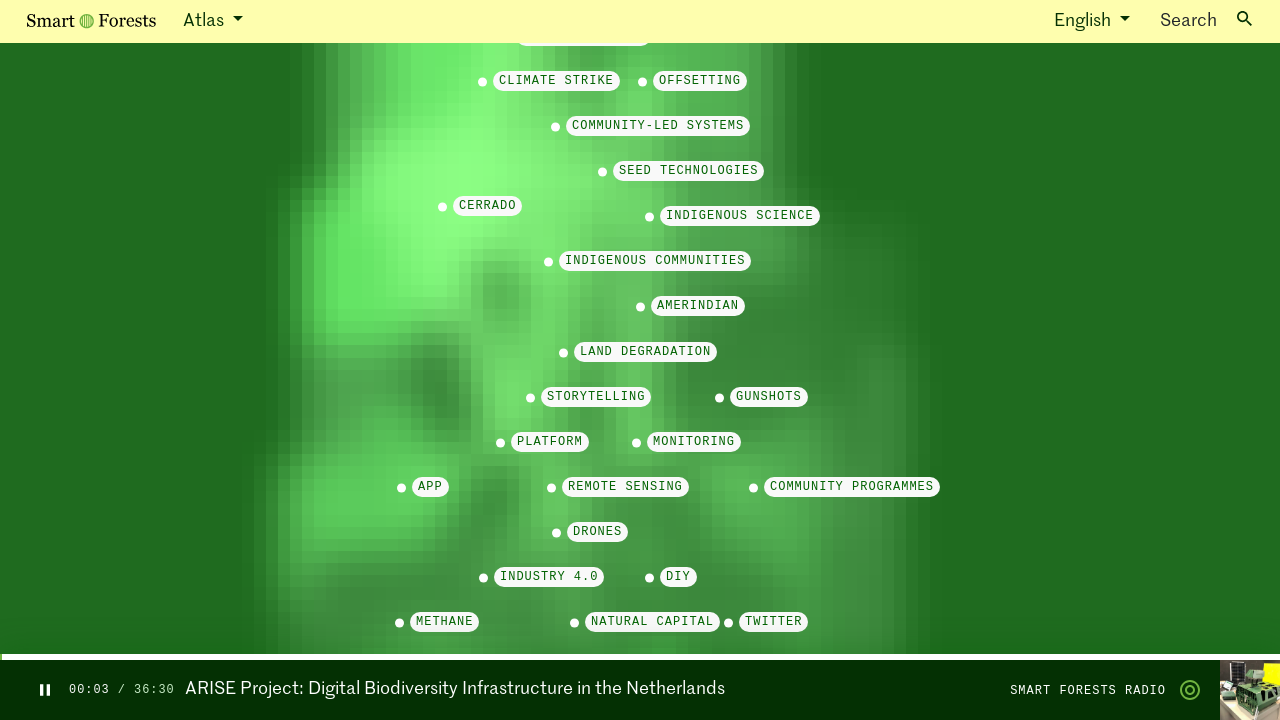 Smart Forests Atlas English Search
CLIMATE STRIKE OFFSETTING
COMMUNITY-LED SYSTEMS
SEED TECHNOLOGIES
CERRADO
INDIGENOUS SCIENCE
INDIGENOUS COMMUNITIES
AMERINDIAN
LAND DEGRADATION
STORYTELLING GUNSHOTS
PLATFORM MONITORING
APP REMOTE SENSING COMMUNITY PROGRAMMES
DRONES
INDUSTRY 4.0 DIY
METHANE NATURAL CAPITAL TWITTER
00:03 / 36:30 ARISE Project: Digital Biodiversity Infrastructure in the Netherlands SMART FORESTS RADIO